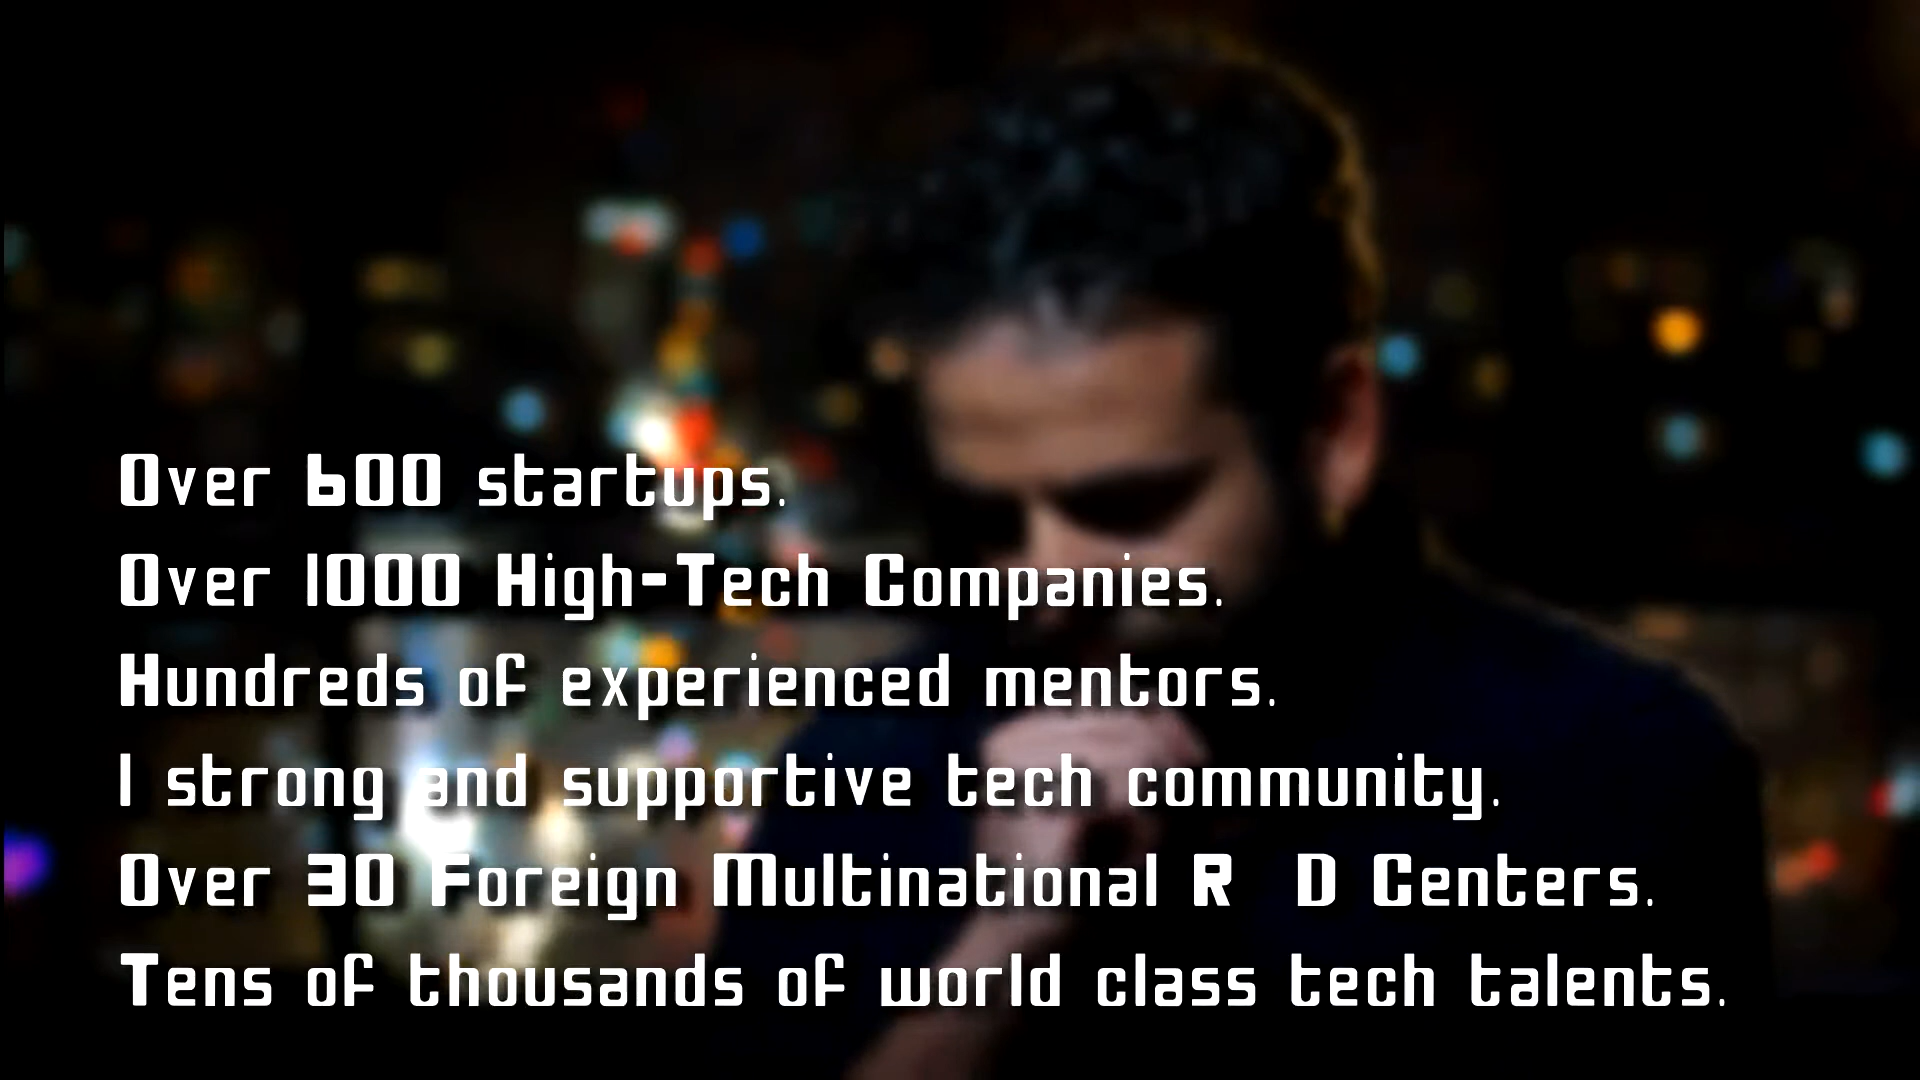 Over 600 startups.
Over 1000 High-Tech Companies.
Hundreds of experienced mentors.
1 strong and supportive tech community.
Over 30 Foreign Multinational R D Centers.
Tens of thousands of world class tech talents.